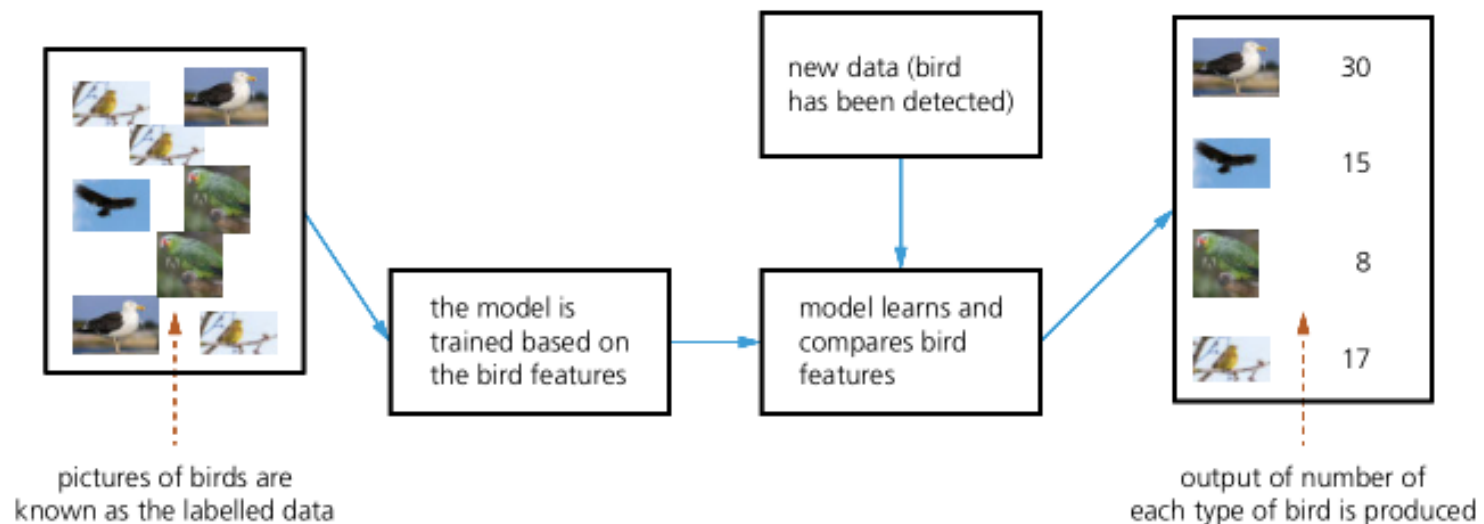 pictures of birds are
known as the labelled data
the model is
trained based on
the bird features
new data (bird
has been detected)
model learns and
compares bird
features
30
15
8
17
output of number of
each type of bird is produced